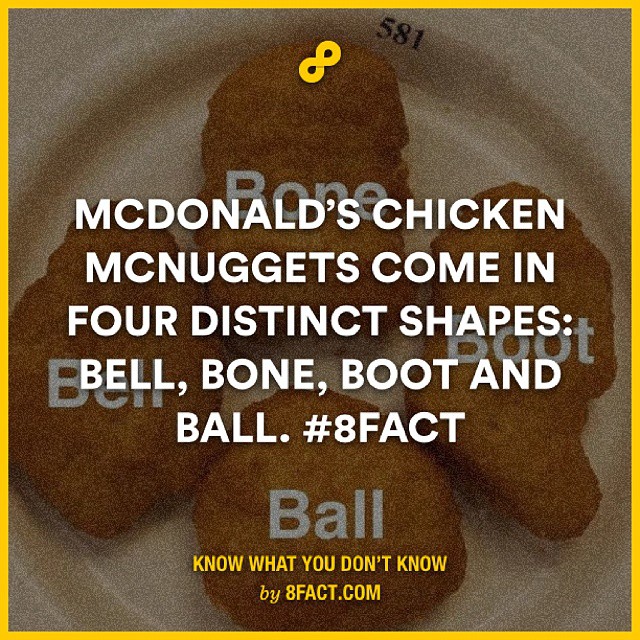 581
Bone
MCDONALD'S CHICKEN
MCNUGGETS COME IN
FOUR DISTINCT SHAPES:
Boot
BELL, BONE, BOOT AND
Bell
BALL. #8FACT
Ball
KNOW WHAT YOU DON'T KNOW
by 8FACT.COM